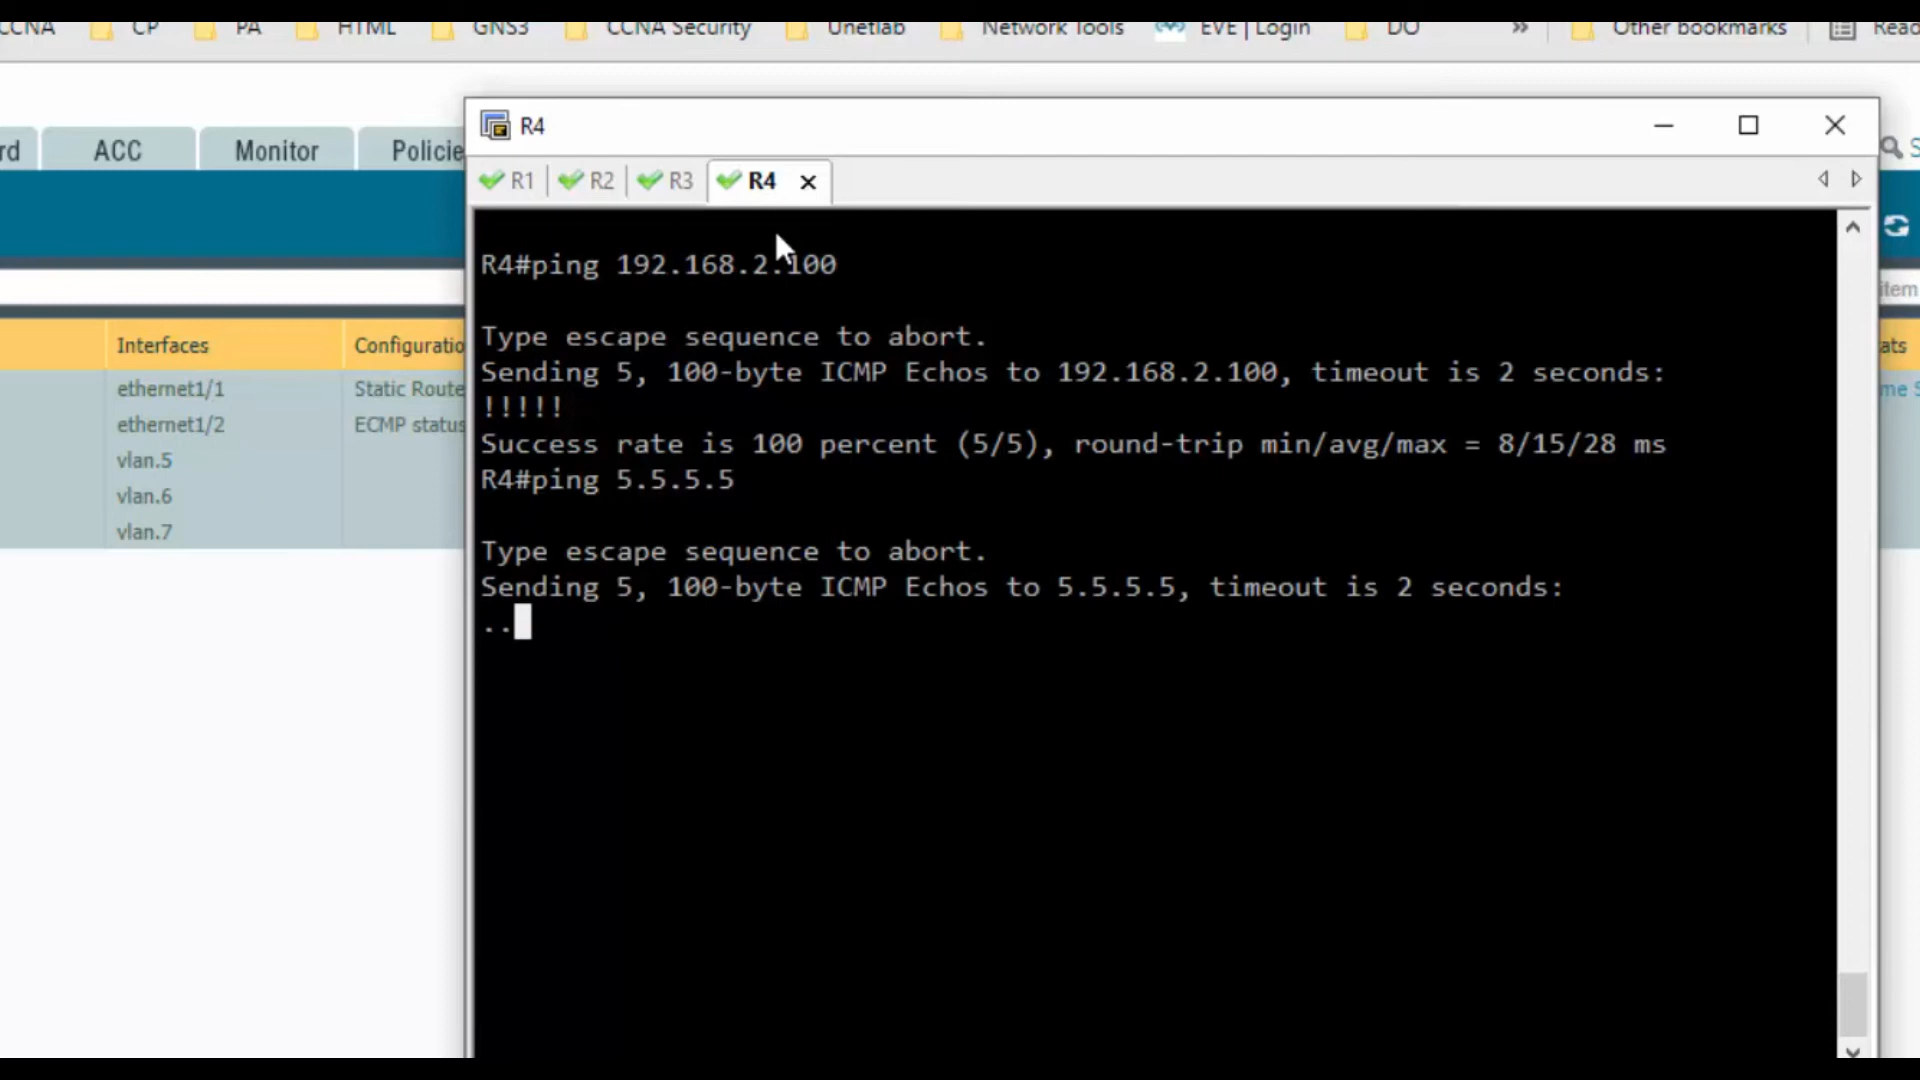 CCNA CP PA HTML GNS3 CCNA Security Unetlab Network Tools EVE | Login DO » Other bookmarks
R4
ACC Monitor
R1 R2 R3 R4
R4#ping 192.168.2.100
Type escape sequence to abort.
Sending 5, 100-byte ICMP Echos to 192.168.2.100, timeout is 2 seconds:
!!!!!
Success rate is 100 percent (5/5), round-trip min/avg/max = 8/15/28 ms
R4#ping 5.5.5.5
Type escape sequence to abort.
Sending 5, 100-byte ICMP Echos to 5.5.5.5, timeout is 2 seconds:
..
Interfaces
ethernet1/1
Static Route
ethernet1/2
ECMP status
vlan.5
vlan.6
vlan.7